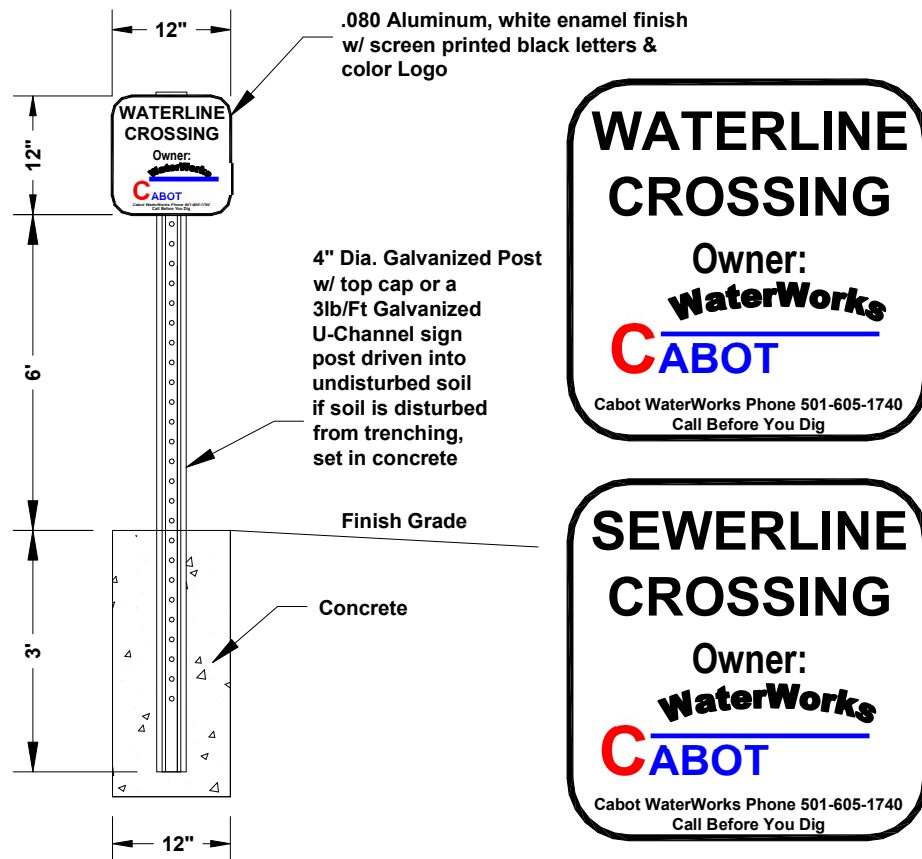 12"
.080 Aluminum, white enamel finish
w/ screen printed black letters &
color Logo
12"
WATERLINE
CROSSING
Owner:
WaterWorks
CABOT
Call Before You Dig
6'
4" Dia. Galvanized Post
w/ top cap or a
3lb/Ft Galvanized
U-Channel sign
post driven into
undisturbed soil
if soil is disturbed
from trenching,
set in concrete
Finish Grade
3'
Concrete
12"
WATERLINE
CROSSING
Owner:
WaterWorks
CABOT
Cabot WaterWorks Phone 501-605-1740
Call Before You Dig
SEWERLINE
CROSSING
Owner:
WaterWorks
CABOT
Cabot WaterWorks Phone 501-605-1740
Call Before You Dig